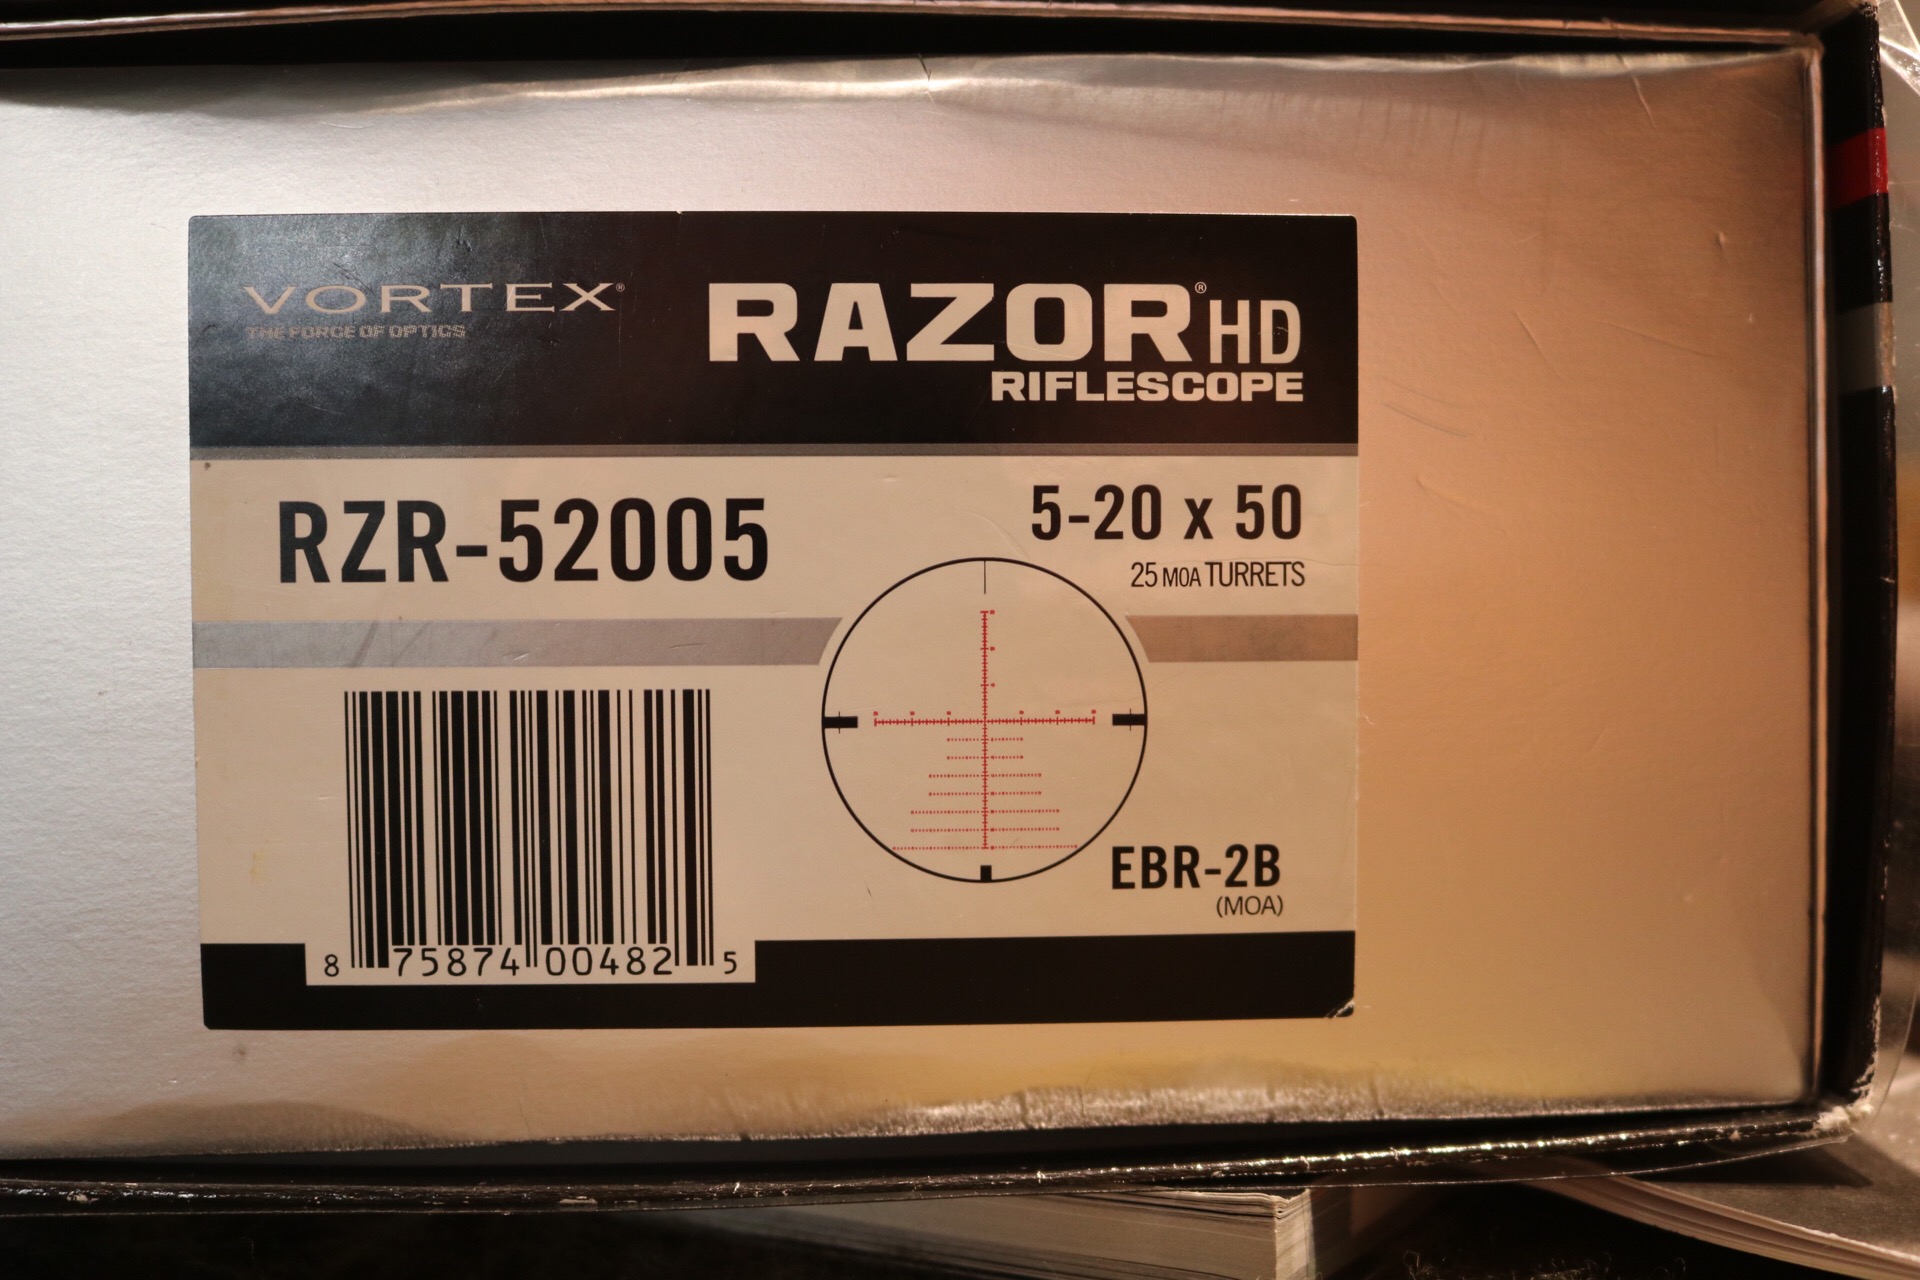 VORTEX®
THE FORCE OF OPTICS
RAZOR® HD
RIFLESCOPE
RZR-52005
5-20 x 50
25 MOA TURRETS
EBR-2B
(MOA)
8 75874 00482 5